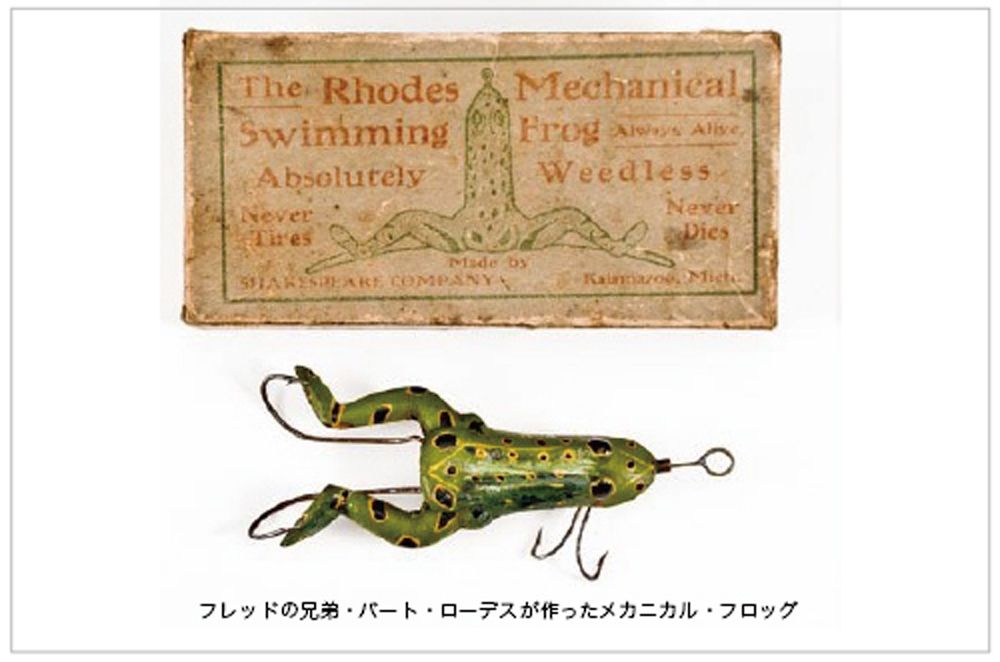 The Rhodes Mechanical
Swimming Frog Always Alive
Absolutely Weedless
Never Tires Never Dies
Made by
SHAKESPEARE COMPANY Kalamazoo, Mich.
フレッドの兄弟・バート・ローデスが作ったメカニカル・フロッグ